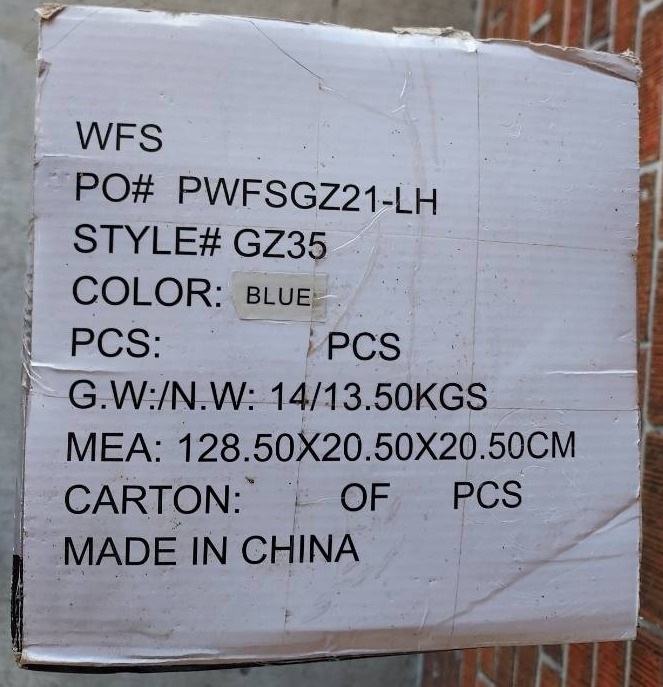 WFS
PO# PWFSGZ21-LH
STYLE# GZ35
COLOR: BLUE
PCS: PCS
G.W:/N.W: 14/13.50KGS
MEA: 128.50X20.50X20.50CM
CARTON: OF PCS
MADE IN CHINA